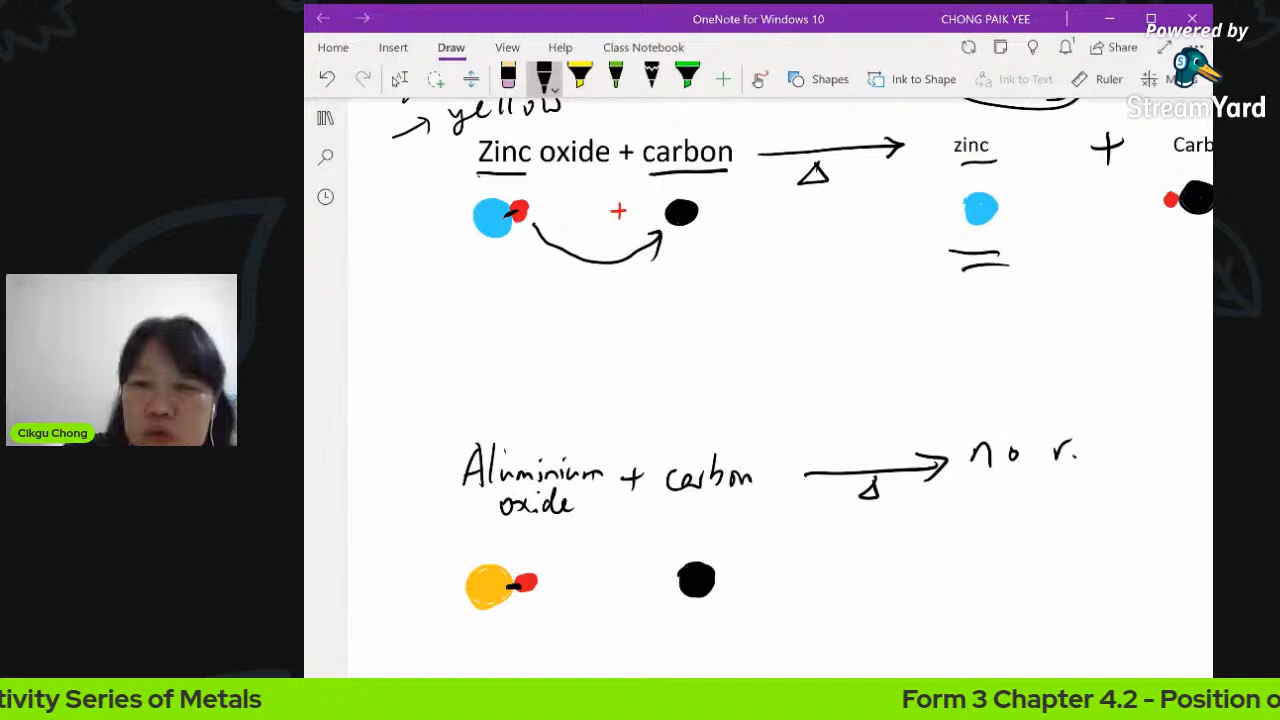 OneNote for Windows 10
CHONG PAIK YEE
Powered by
Home Insert Draw View Help Class Notebook
Share
StreamYard
Shapes Ink to Shape Ink to Text Ruler
→ yellow
Zinc oxide + carbon → zinc + Carb
Δ
+
Cikgu Chong
Aluminium + carbon → no r.
oxide
Δ
tivity Series of Metals
Form 3 Chapter 4.2 - Position o